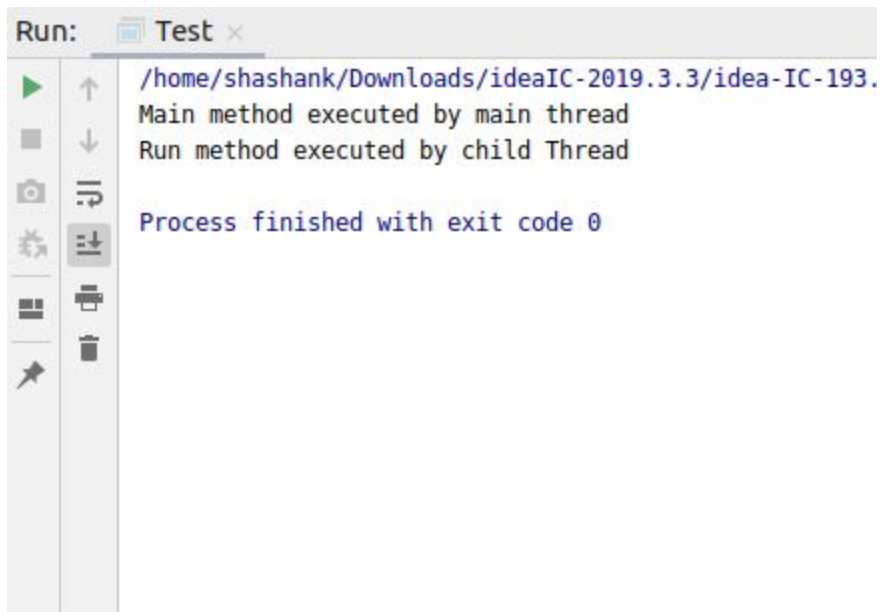 Run: Test
/home/shashank/Downloads/ideaIC-2019.3.3/idea-IC-193.
Main method executed by main thread
Run method executed by child Thread
Process finished with exit code 0